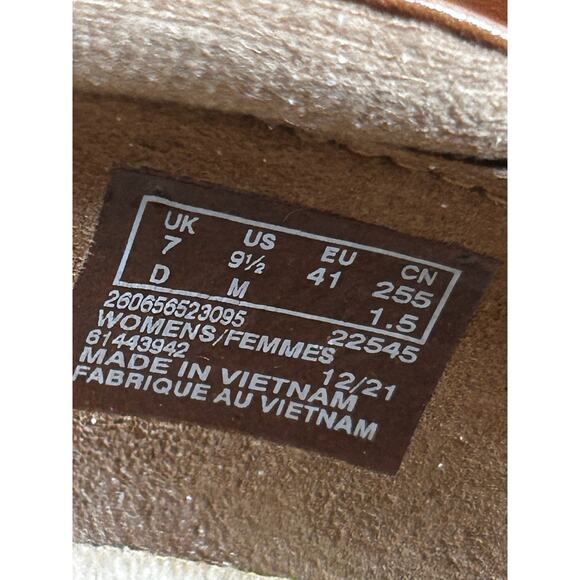 UK US EU CN
7 9½ 41 255
D M 1.5
260656523095 22545
WOMENS/FEMMES
61443942 12/21
MADE IN VIETNAM
FABRIQUE AU VIETNAM